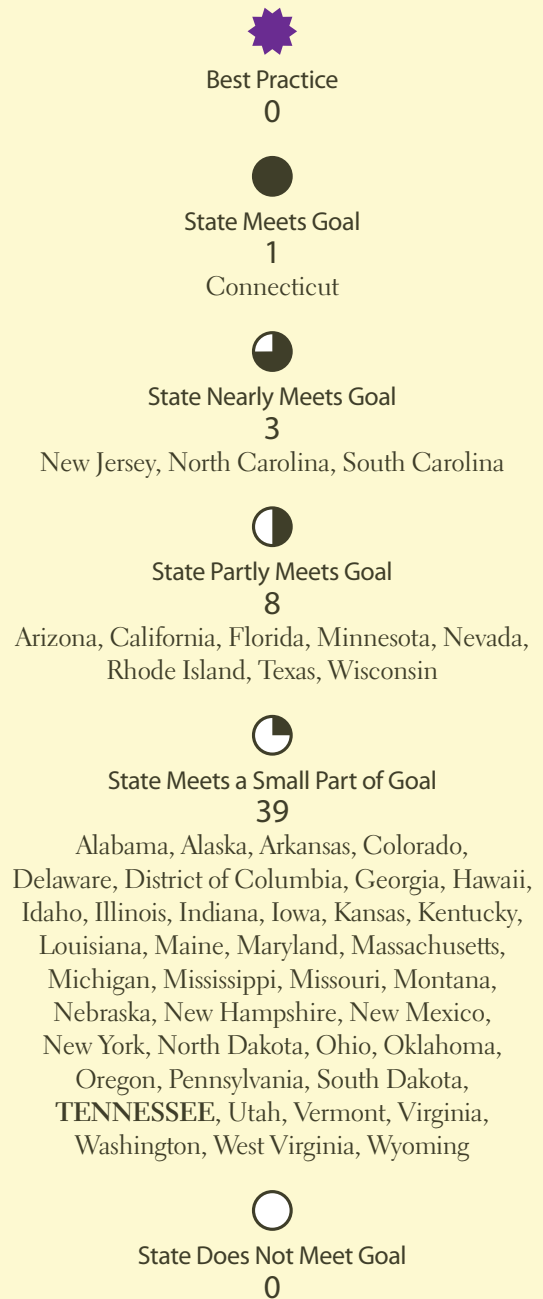 Best Practice
0
State Meets Goal
1
Connecticut
State Nearly Meets Goal
3
New Jersey, North Carolina, South Carolina
State Partly Meets Goal
8
Arizona, California, Florida, Minnesota, Nevada,
Rhode Island, Texas, Wisconsin
State Meets a Small Part of Goal
39
Alabama, Alaska, Arkansas, Colorado,
Delaware, District of Columbia, Georgia, Hawaii,
Idaho, Illinois, Indiana, Iowa, Kansas, Kentucky,
Louisiana, Maine, Maryland, Massachusetts,
Michigan, Mississippi, Missouri, Montana,
Nebraska, New Hampshire, New Mexico,
New York, North Dakota, Ohio, Oklahoma,
Oregon, Pennsylvania, South Dakota,
TENNESSEE, Utah, Vermont, Virginia,
Washington, West Virginia, Wyoming
State Does Not Meet Goal
0